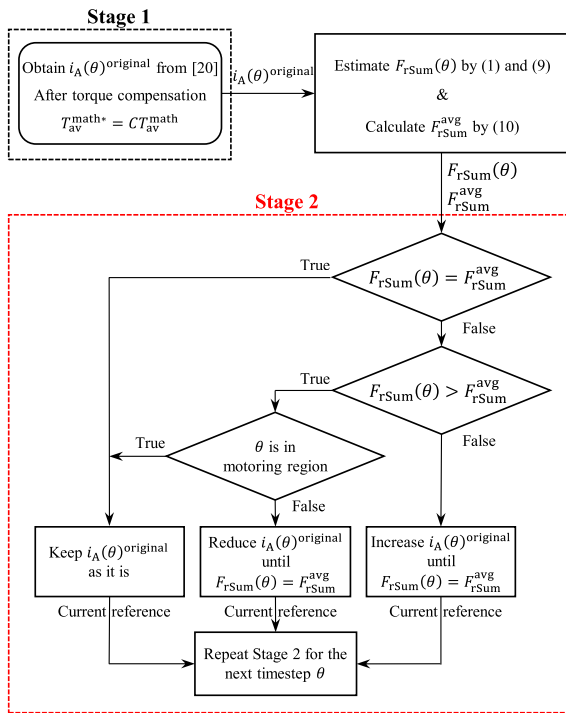 Stage 1
Obtain i_A(θ)^original from [20]
After torque compensation
T_av^math* = CT_av^math
i_A(θ)^original
Estimate F_rSum(θ) by (1) and (9)
&
Calculate F_rSum^avg by (10)
F_rSum(θ)
F_rSum^avg
Stage 2
True
F_rSum(θ) = F_rSum^avg
False
True
F_rSum(θ) > F_rSum^avg
True
θ is in
motoring region
False
False
Keep i_A(θ)^original
as it is
Reduce i_A(θ)^original
until
F_rSum(θ) = F_rSum^avg
Increase i_A(θ)^original
until
F_rSum(θ) = F_rSum^avg
Current reference
Current reference
Current reference
Repeat Stage 2 for the
next timestep θ